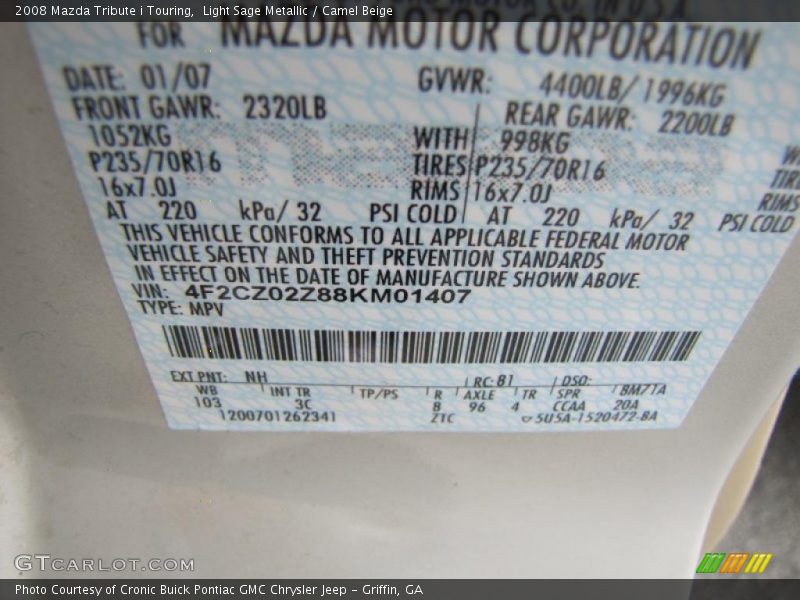 2008 Mazda Tribute i Touring, Light Sage Metallic / Camel Beige
FOR MAZDA MOTOR CORPORATION
DATE: 01/07 GVWR: 4400LB/1996KG
FRONT GAWR: 2320LB REAR GAWR: 2200LB
1052KG WITH 998KG
P235/70R16 TIRES P235/70R16
16x7.0J RIMS 16x7.0J
AT 220 kPa/ 32 PSI COLD AT 220 kPa/ 32 PSI COLD
THIS VEHICLE CONFORMS TO ALL APPLICABLE FEDERAL MOTOR
VEHICLE SAFETY AND THEFT PREVENTION STANDARDS
IN EFFECT ON THE DATE OF MANUFACTURE SHOWN ABOVE.
VIN: 4F2CZ02Z88KM01407
TYPE: MPV
EXT PNT: NH RC: 81 DSO:
WB INT TR TP/PS R AXLE TR SPR BM71A
103 3C B 96 4 CCAA 20A
1200701262341 ZTC 5U5A-1520472-BA
TIRES
RIMS
GTCARLOT.COM
Photo Courtesy of Cronic Buick Pontiac GMC Chrysler Jeep - Griffin, GA